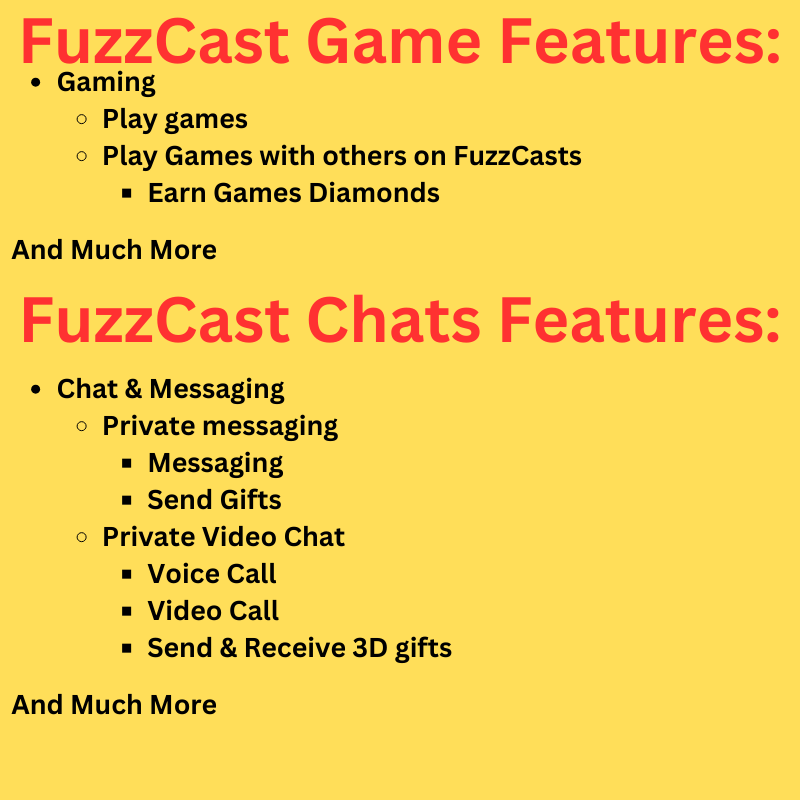 FuzzCast Game Features:
• Gaming
○ Play games
○ Play Games with others on FuzzCasts
▪ Earn Games Diamonds
And Much More
FuzzCast Chats Features:
• Chat & Messaging
○ Private messaging
▪ Messaging
▪ Send Gifts
○ Private Video Chat
▪ Voice Call
▪ Video Call
▪ Send & Receive 3D gifts
And Much More